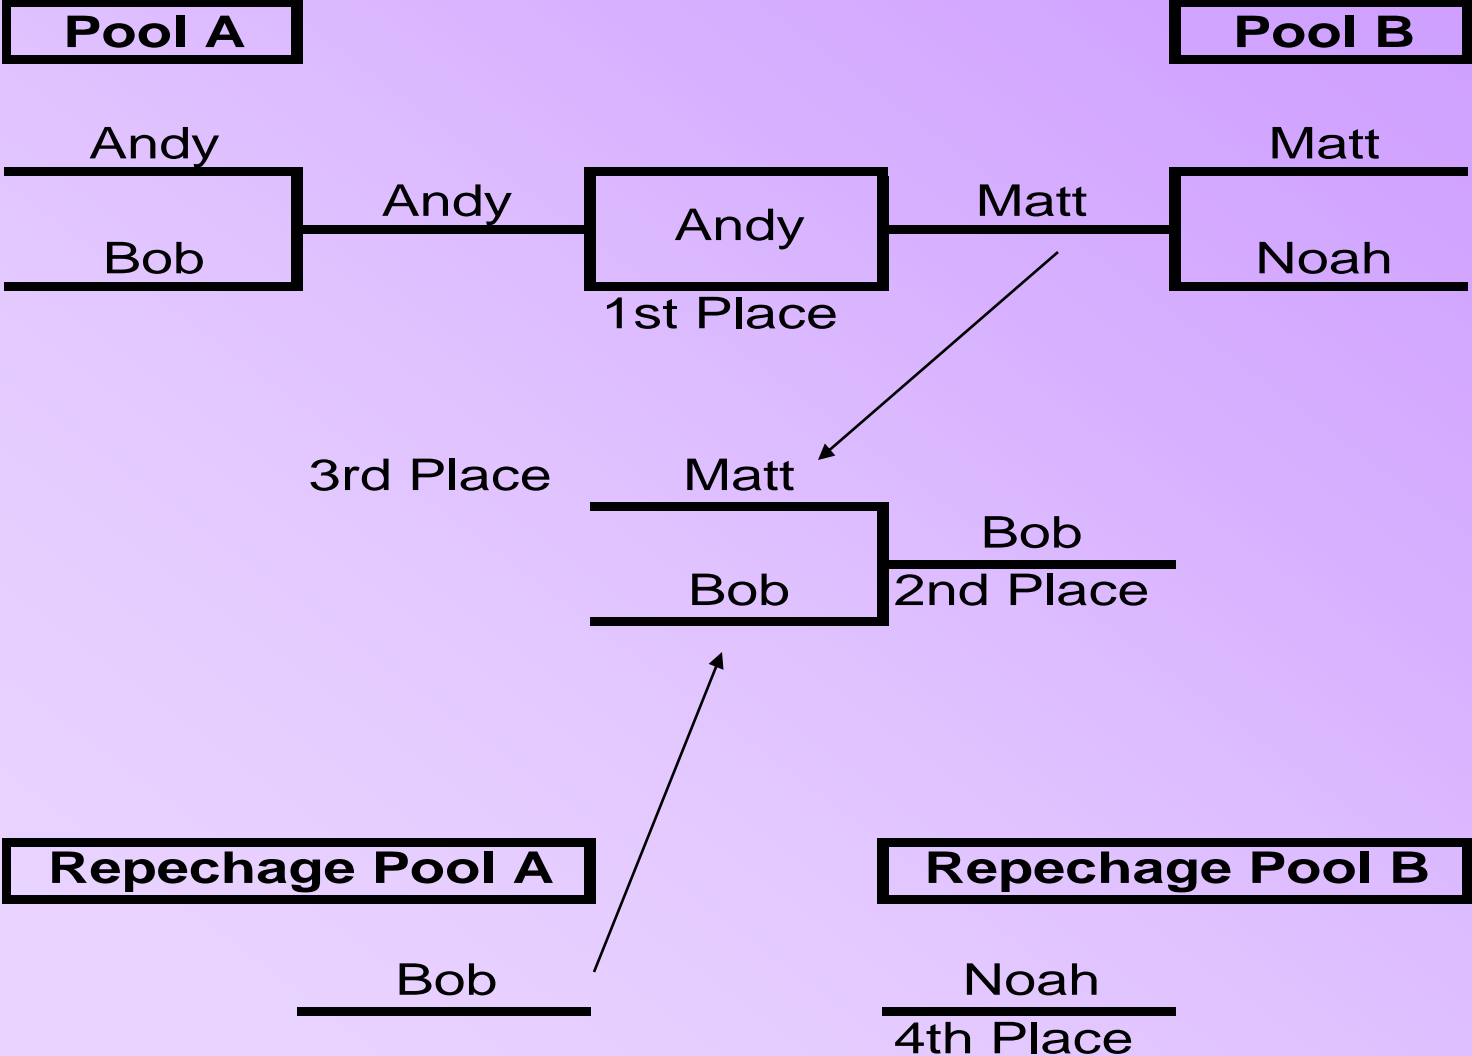 Pool A
Pool B
Andy
Matt
Andy
Andy
Matt
Bob
Noah
1st Place
3rd Place
Matt
Bob
Bob
2nd Place
Repechage Pool A
Repechage Pool B
Bob
Noah
4th Place